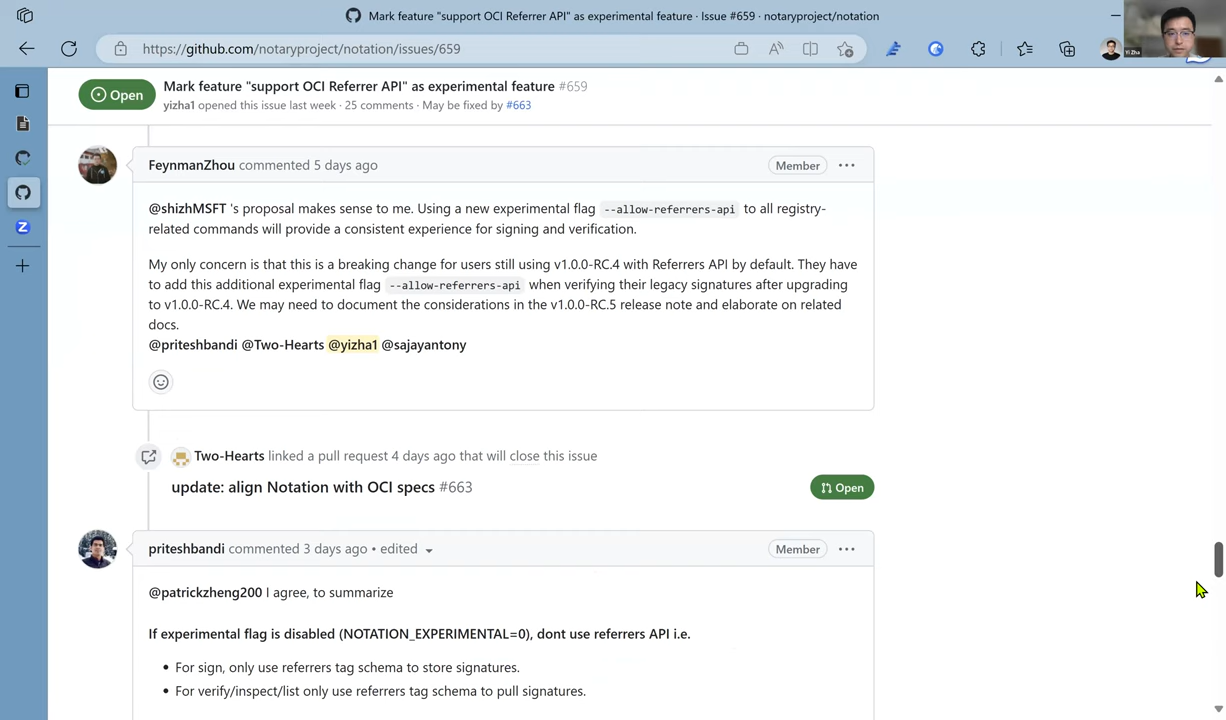 Mark feature "support OCI Referrer API" as experimental feature · Issue #659 · notaryproject/notation
https://github.com/notaryproject/notation/issues/659
Yi Zha
Open
Mark feature "support OCI Referrer API" as experimental feature #659
yizha1 opened this issue last week · 25 comments · May be fixed by #663
FeynmanZhou commented 5 days ago
Member
@shizhMSFT 's proposal makes sense to me. Using a new experimental flag --allow-referrers-api to all registry-
related commands will provide a consistent experience for signing and verification.
My only concern is that this is a breaking change for users still using v1.0.0-RC.4 with Referrers API by default. They have
to add this additional experimental flag --allow-referrers-api when verifying their legacy signatures after upgrading
to v1.0.0-RC.4. We may need to document the considerations in the v1.0.0-RC.5 release note and elaborate on related
docs.
@priteshbandi @Two-Hearts @yizha1 @sajayantony
Two-Hearts linked a pull request 4 days ago that will close this issue
update: align Notation with OCI specs #663
Open
priteshbandi commented 3 days ago • edited
Member
@patrickzheng200 I agree, to summarize
If experimental flag is disabled (NOTATION_EXPERIMENTAL=0), dont use referrers API i.e.
• For sign, only use referrers tag schema to store signatures.
• For verify/inspect/list only use referrers tag schema to pull signatures.